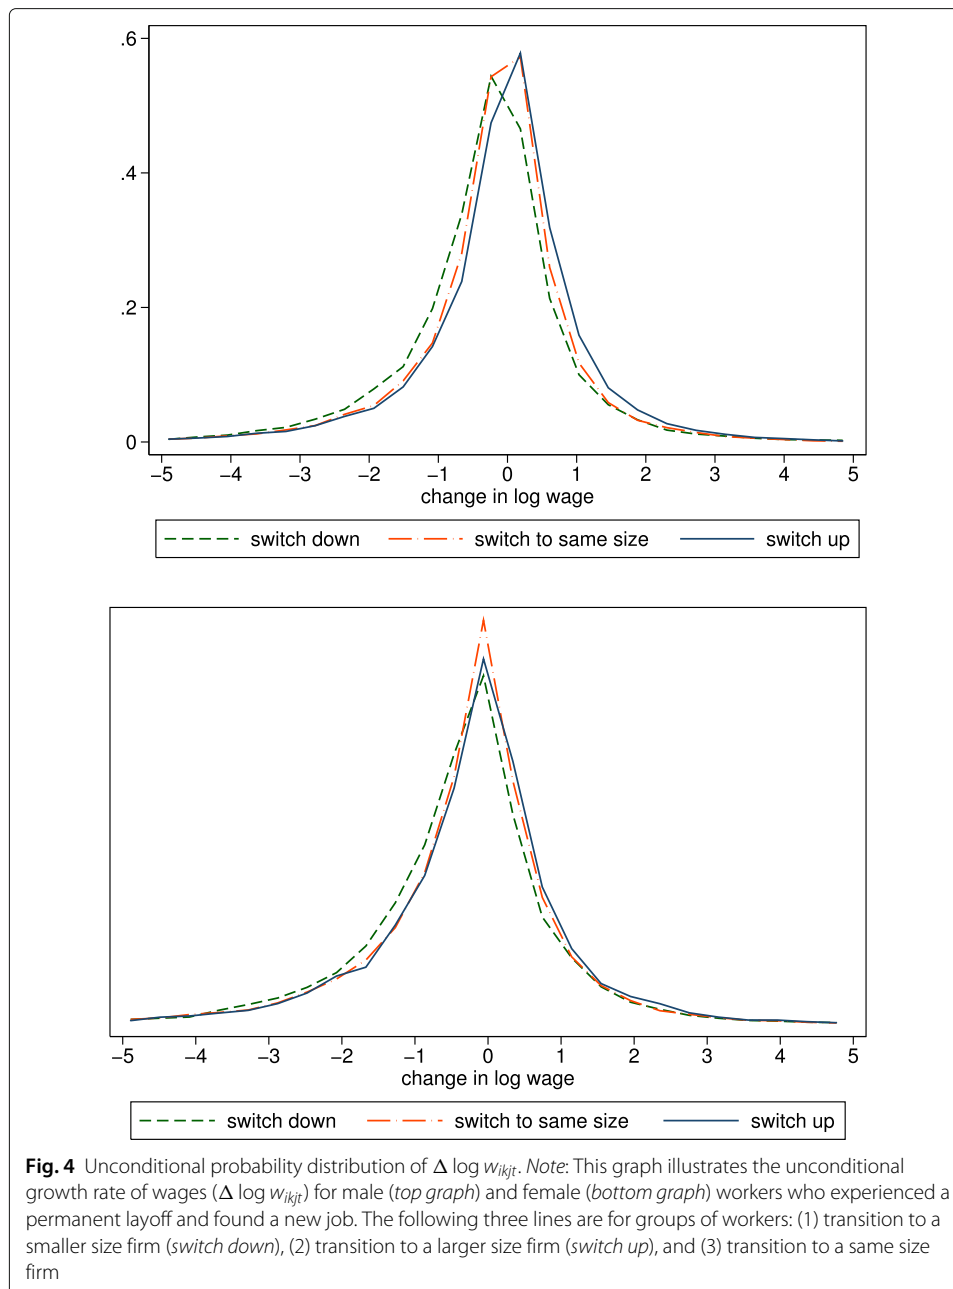 .6
.4
.2
0
−5 −4 −3 −2 −1 0 1 2 3 4 5
change in log wage
switch down switch to same size switch up
−5 −4 −3 −2 −1 0 1 2 3 4 5
change in log wage
switch down switch to same size switch up
Fig. 4 Unconditional probability distribution of Δ log wikjt. Note: This graph illustrates the unconditional
growth rate of wages (Δ log wikjt) for male (top graph) and female (bottom graph) workers who experienced a
permanent layoff and found a new job. The following three lines are for groups of workers: (1) transition to a
smaller size firm (switch down), (2) transition to a larger size firm (switch up), and (3) transition to a same size
firm